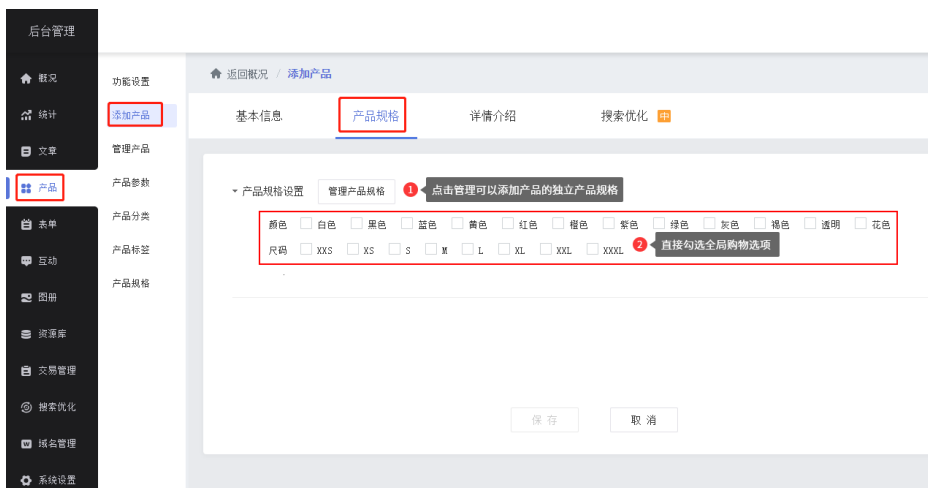 后台管理
概况
统计
文章
产品
表单
互动
图册
资源库
交易管理
搜索优化
域名管理
系统设置
功能设置
添加产品
管理产品
产品参数
产品分类
产品标签
产品规格
返回概况 / 添加产品
基本信息 产品规格 详情介绍 搜索优化 中
产品规格设置 管理产品规格 1 点击管理可以添加产品的独立产品规格
颜色 白色 黑色 蓝色 黄色 红色 橙色 紫色 绿色 灰色 褐色 透明 花色
尺码 XXS XS S M L XL XXL XXXL 2 直接勾选全局购物选项
保存 取消